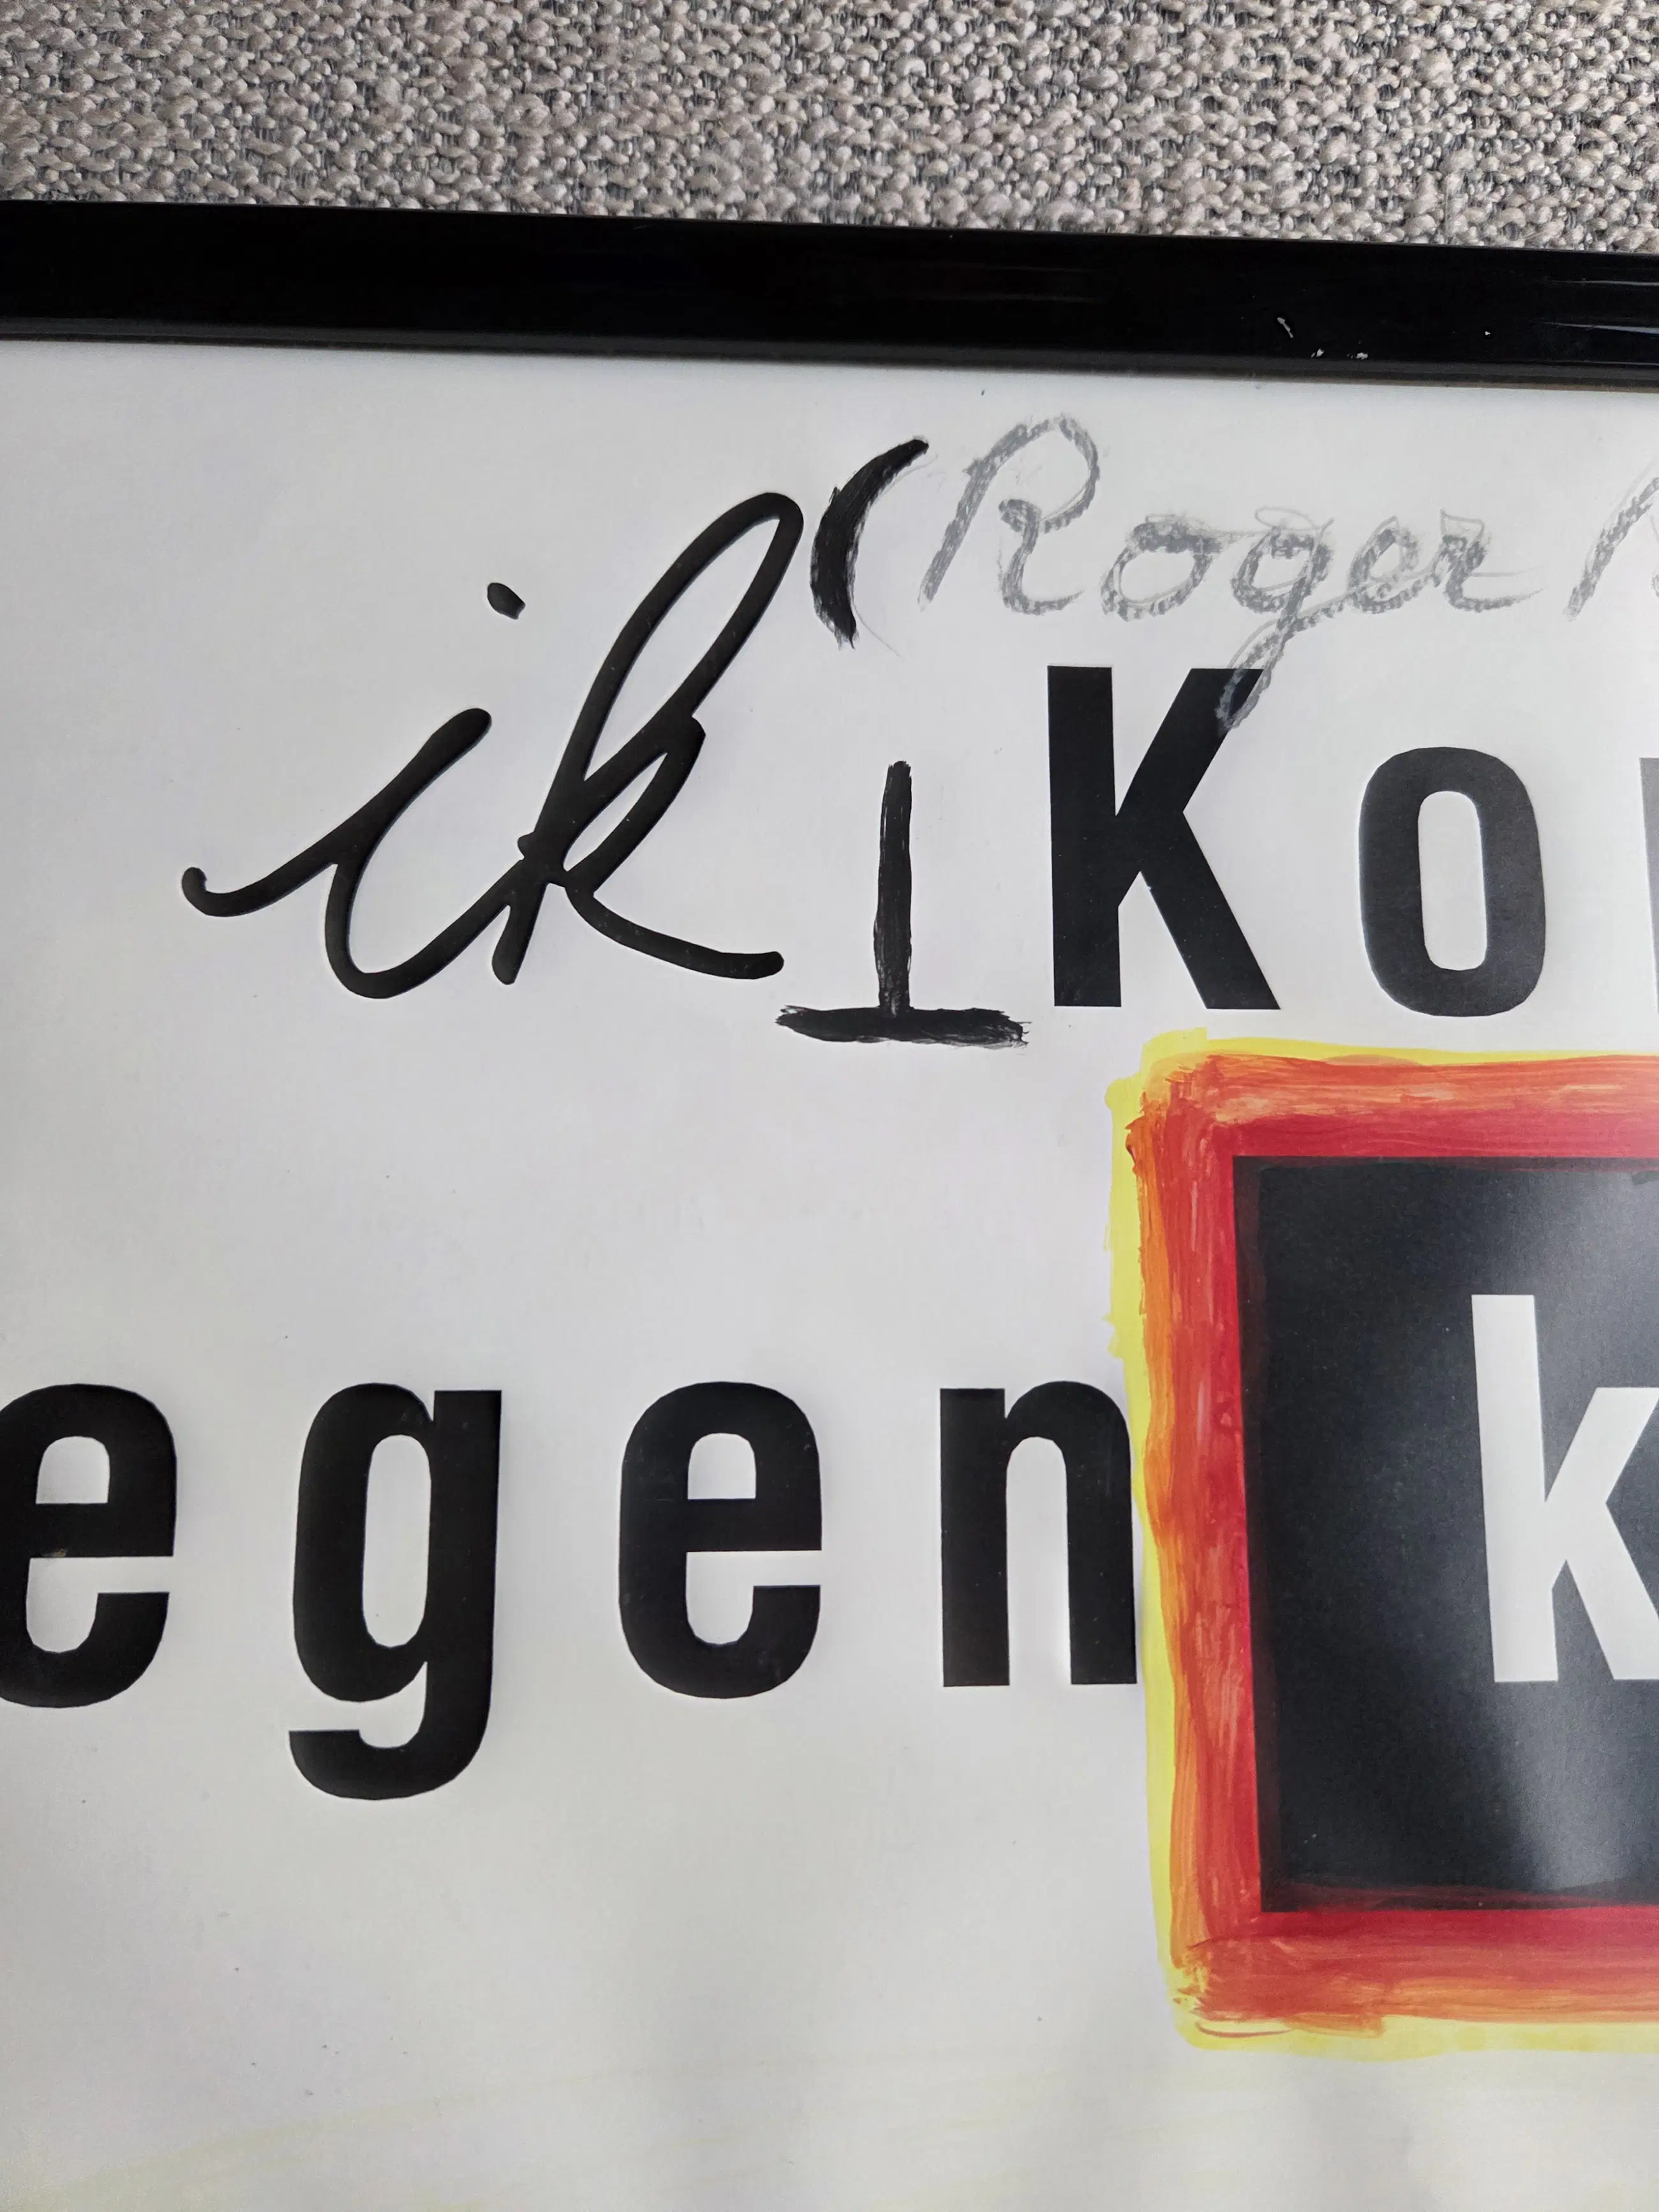 (Roger
ik Ko
egen k